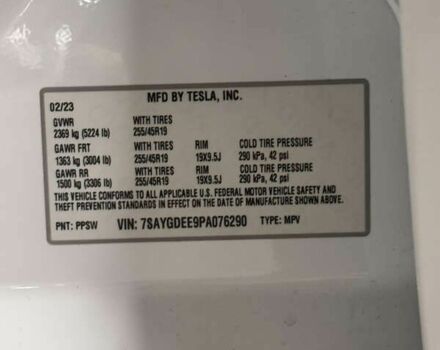 MFD BY TESLA, INC.
02/23
GVWR WITH TIRES
2369 kg (5224 lb) 255/45R19
GAWR FRT WITH TIRES RIM COLD TIRE PRESSURE
1363 kg (3004 lb) 255/45R19 19X9.5J 290 kPa, 42 psi
GAWR RR WITH TIRES RIM COLD TIRE PRESSURE
1500 kg (3306 lb) 255/45R19 19X9.5J 290 kPa, 42 psi
THIS VEHICLE CONFORMS TO ALL APPLICABLE U.S. FEDERAL MOTOR VEHICLE SAFETY AND
THEFT PREVENTION STANDARDS IN EFFECT ON THE DATE OF MANUFACTURE SHOWN ABOVE.
PNT: PPSW VIN: 7SAYGDEE9PA076290 TYPE: MPV